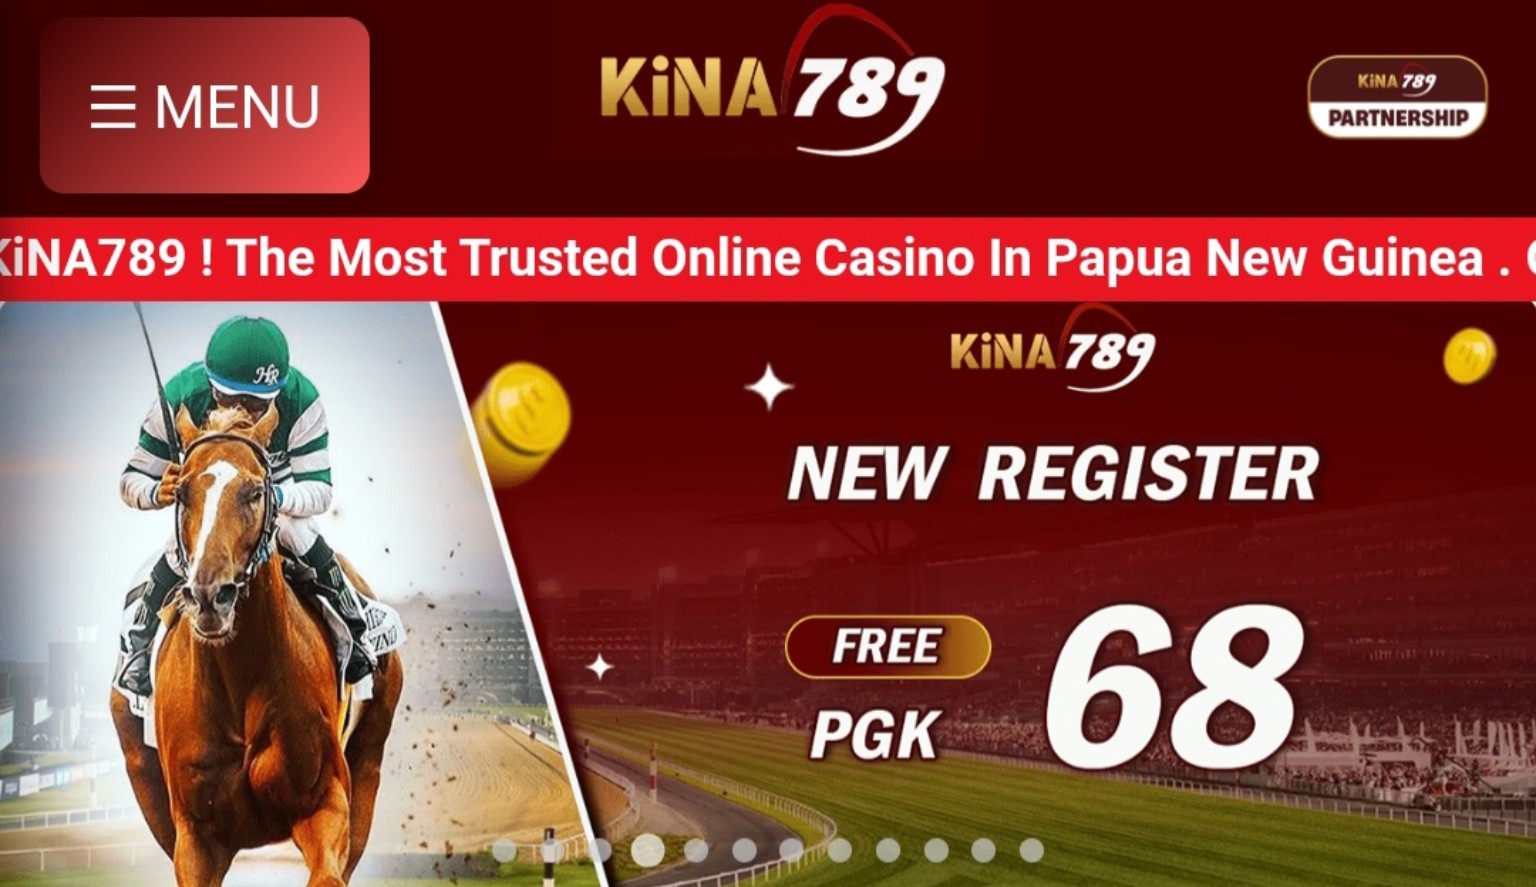 ☰ MENU
KiNA789
KiNA789
PARTNERSHIP
KiNA789 ! The Most Trusted Online Casino In Papua New Guinea .
KiNA789
NEW REGISTER
FREE
PGK 68
HR